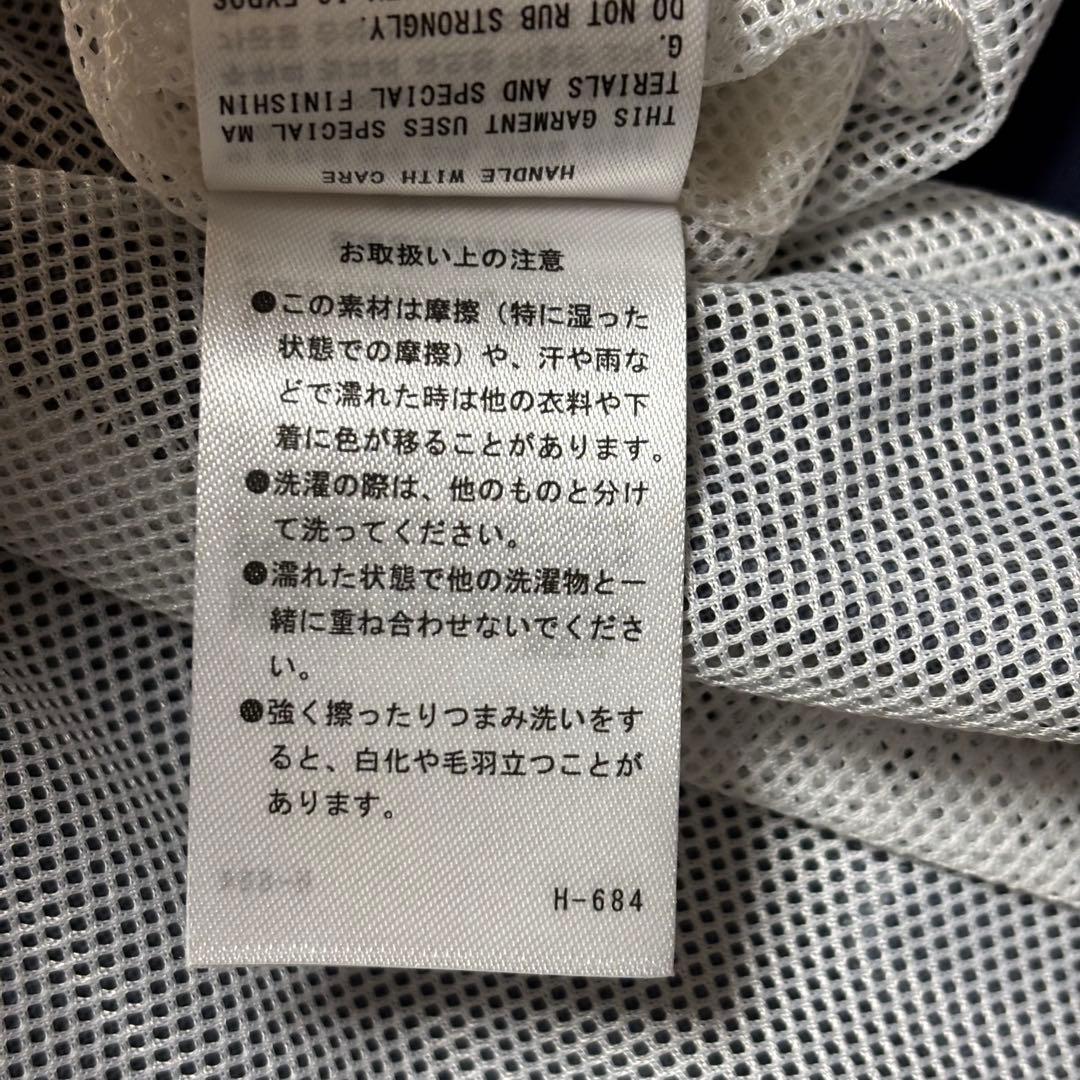 HANDLE WITH CARE
THIS GARMENT USES SPECIAL MA
TERIALS AND SPECIAL FINISHIN
G.
DO NOT RUB STRONGLY.
お取扱い上の注意
●この素材は摩擦（特に湿った
状態での摩擦）や、汗や雨な
どで濡れた時は他の衣料や下
着に色が移ることがあります。
●洗濯の際は、他のものと分け
て洗ってください。
●濡れた状態で他の洗濯物と一
緒に重ね合わせないでくださ
い。
●強く擦ったりつまみ洗いをす
ると、白化や毛羽立つことが
あります。
H-684